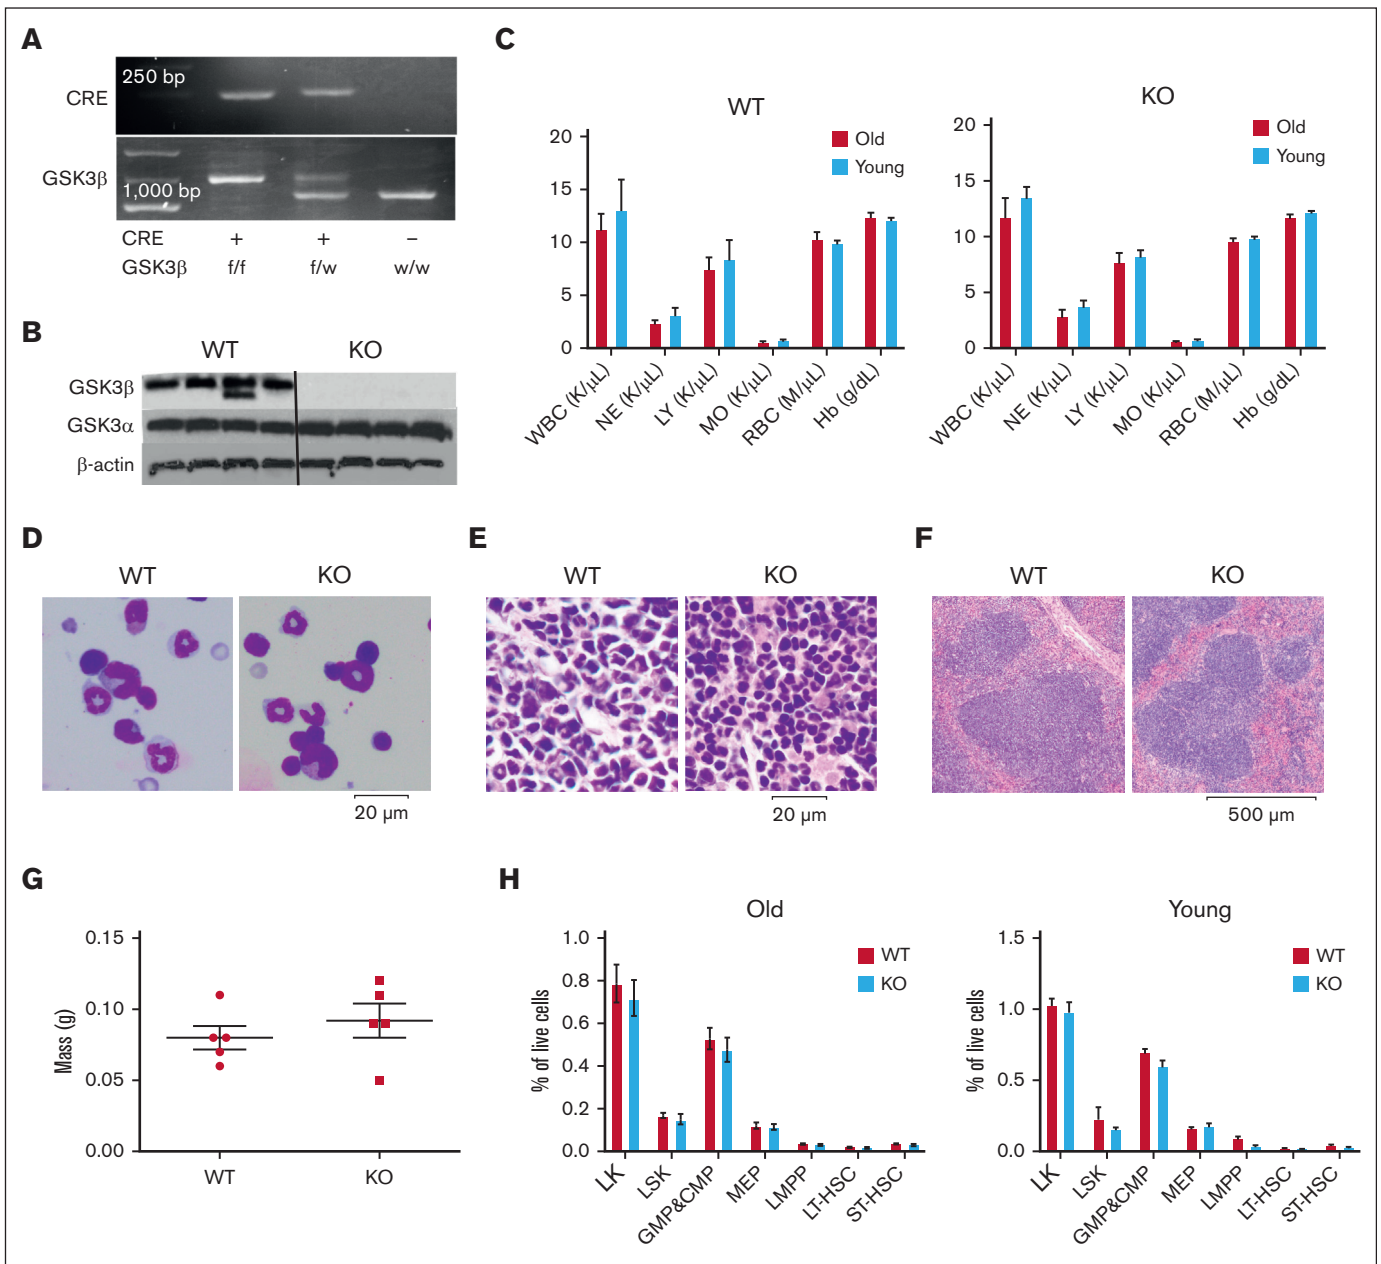 A
250 bp
CRE
GSK3β
1,000 bp
CRE + + −
GSK3β f/f f/w w/w
B
WT KO
GSK3β
GSK3α
β-actin
C
WT
Old
Young
20
15
10
5
0
WBC (K/μL)
NE (K/μL)
LY (K/μL)
MO (K/μL)
RBC (M/μL)
Hb (g/dL)
KO
Old
Young
20
15
10
5
0
WBC (K/μL)
NE (K/μL)
LY (K/μL)
MO (K/μL)
RBC (M/μL)
Hb (g/dL)
D
WT KO
20 μm
E
WT KO
20 μm
F
WT KO
500 μm
G
Mass (g)
0.15
0.10
0.05
0.00
WT KO
H
Old
WT
KO
% of live cells
1.0
0.8
0.6
0.4
0.2
0.0
LK
LSK
GMP&CMP
MEP
LMPP
LT-HSC
ST-HSC
Young
WT
KO
% of live cells
1.5
1.0
0.5
0.0
LK
LSK
GMP&CMP
MEP
LMPP
LT-HSC
ST-HSC